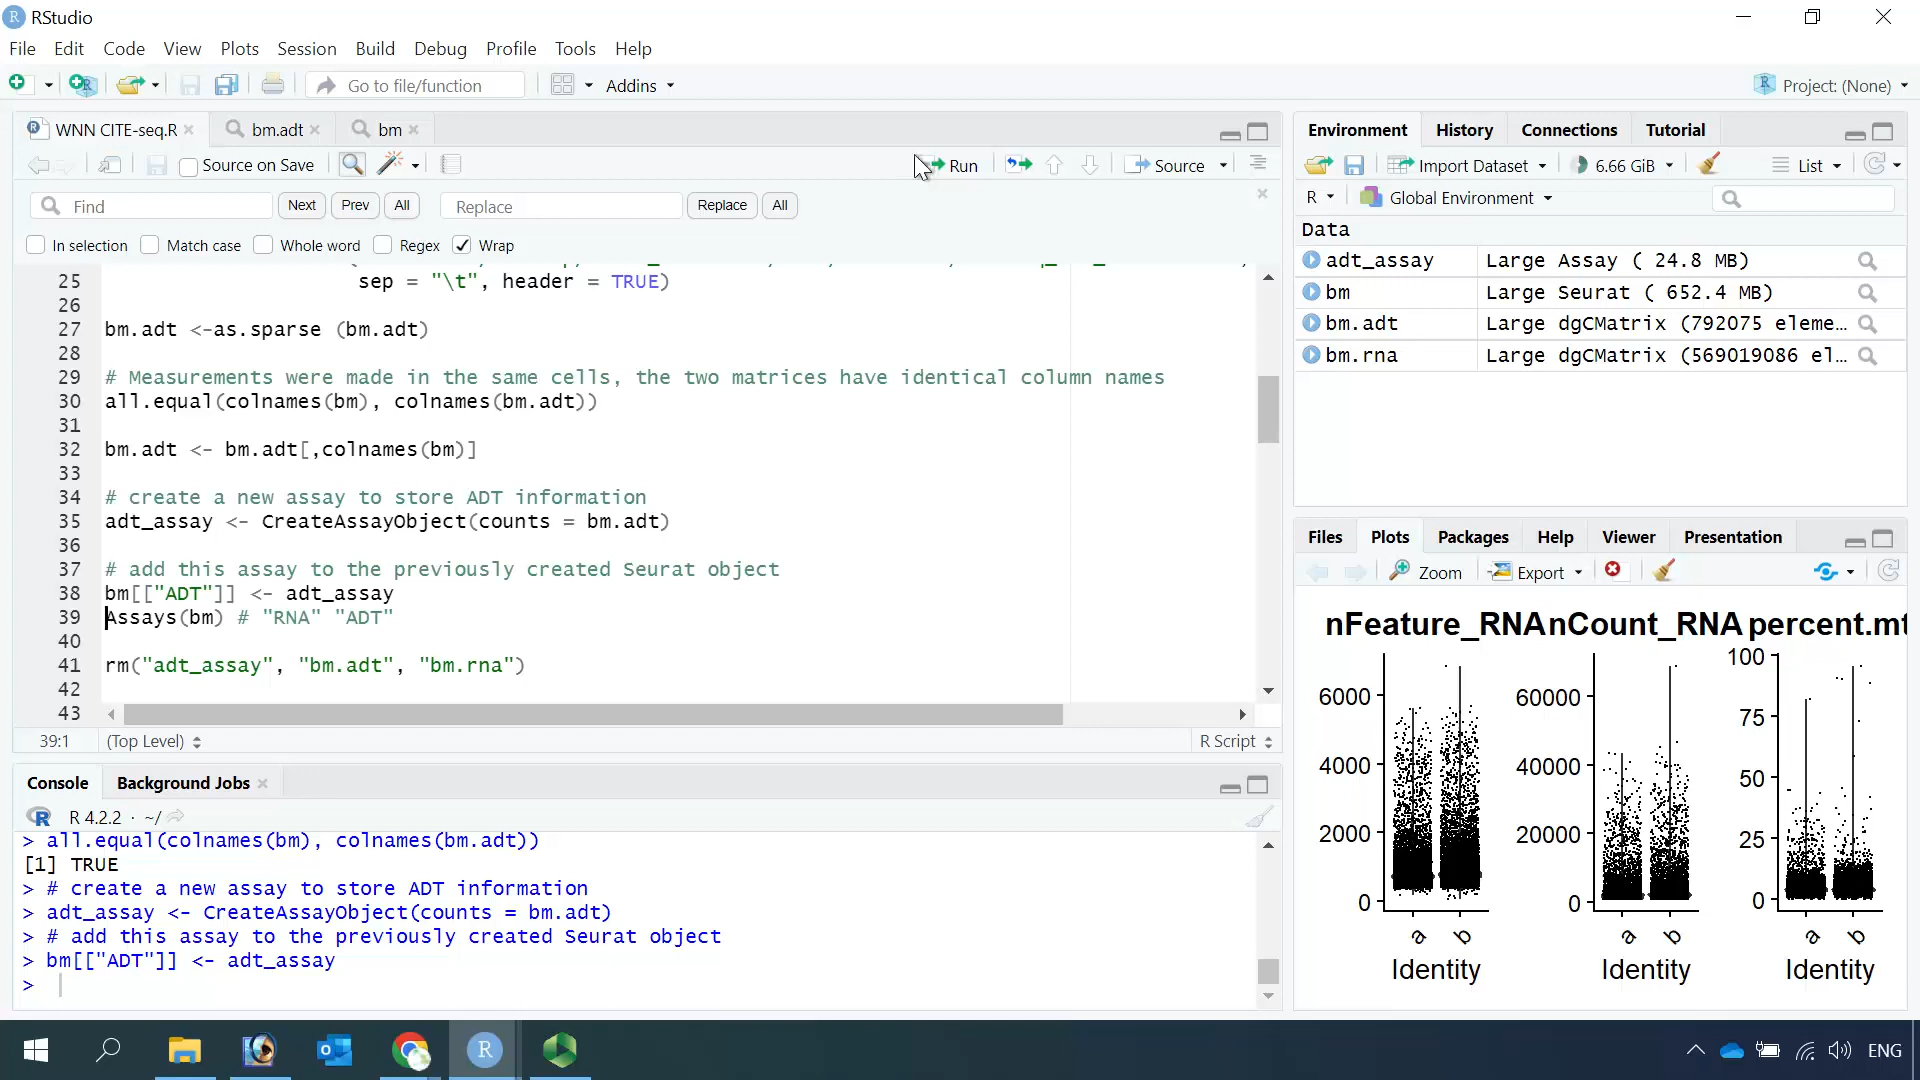 RStudio
File Edit Code View Plots Session Build Debug Profile Tools Help
Go to file/function Addins Project: (None)
WNN CITE-seq.R bm.adt bm
Source on Save Run Source
Find Next Prev All Replace Replace All
In selection Match case Whole word Regex Wrap
25 sep = "\t", header = TRUE)
26
27 bm.adt <-as.sparse (bm.adt)
28
29 # Measurements were made in the same cells, the two matrices have identical column names
30 all.equal(colnames(bm), colnames(bm.adt))
31
32 bm.adt <- bm.adt[,colnames(bm)]
33
34 # create a new assay to store ADT information
35 adt_assay <- CreateAssayObject(counts = bm.adt)
36
37 # add this assay to the previously created Seurat object
38 bm[["ADT"]] <- adt_assay
39 Assays(bm) # "RNA" "ADT"
40
41 rm("adt_assay", "bm.adt", "bm.rna")
42
43
39:1 (Top Level) R Script
Console Background Jobs
R 4.2.2 · ~/
> all.equal(colnames(bm), colnames(bm.adt))
[1] TRUE
> # create a new assay to store ADT information
> adt_assay <- CreateAssayObject(counts = bm.adt)
> # add this assay to the previously created Seurat object
> bm[["ADT"]] <- adt_assay
>
Environment History Connections Tutorial
Import Dataset 6.66 GiB List
R Global Environment
Data
adt_assay Large Assay ( 24.8 MB)
bm Large Seurat ( 652.4 MB)
bm.adt Large dgCMatrix (792075 eleme…
bm.rna Large dgCMatrix (569019086 el…
Files Plots Packages Help Viewer Presentation
Zoom Export
nFeature_RNA nCount_RNA percent.mt
6000 4000 2000 0
a b
Identity
60000 40000 20000 0
a b
Identity
100 75 50 25 0
a b
Identity
ENG